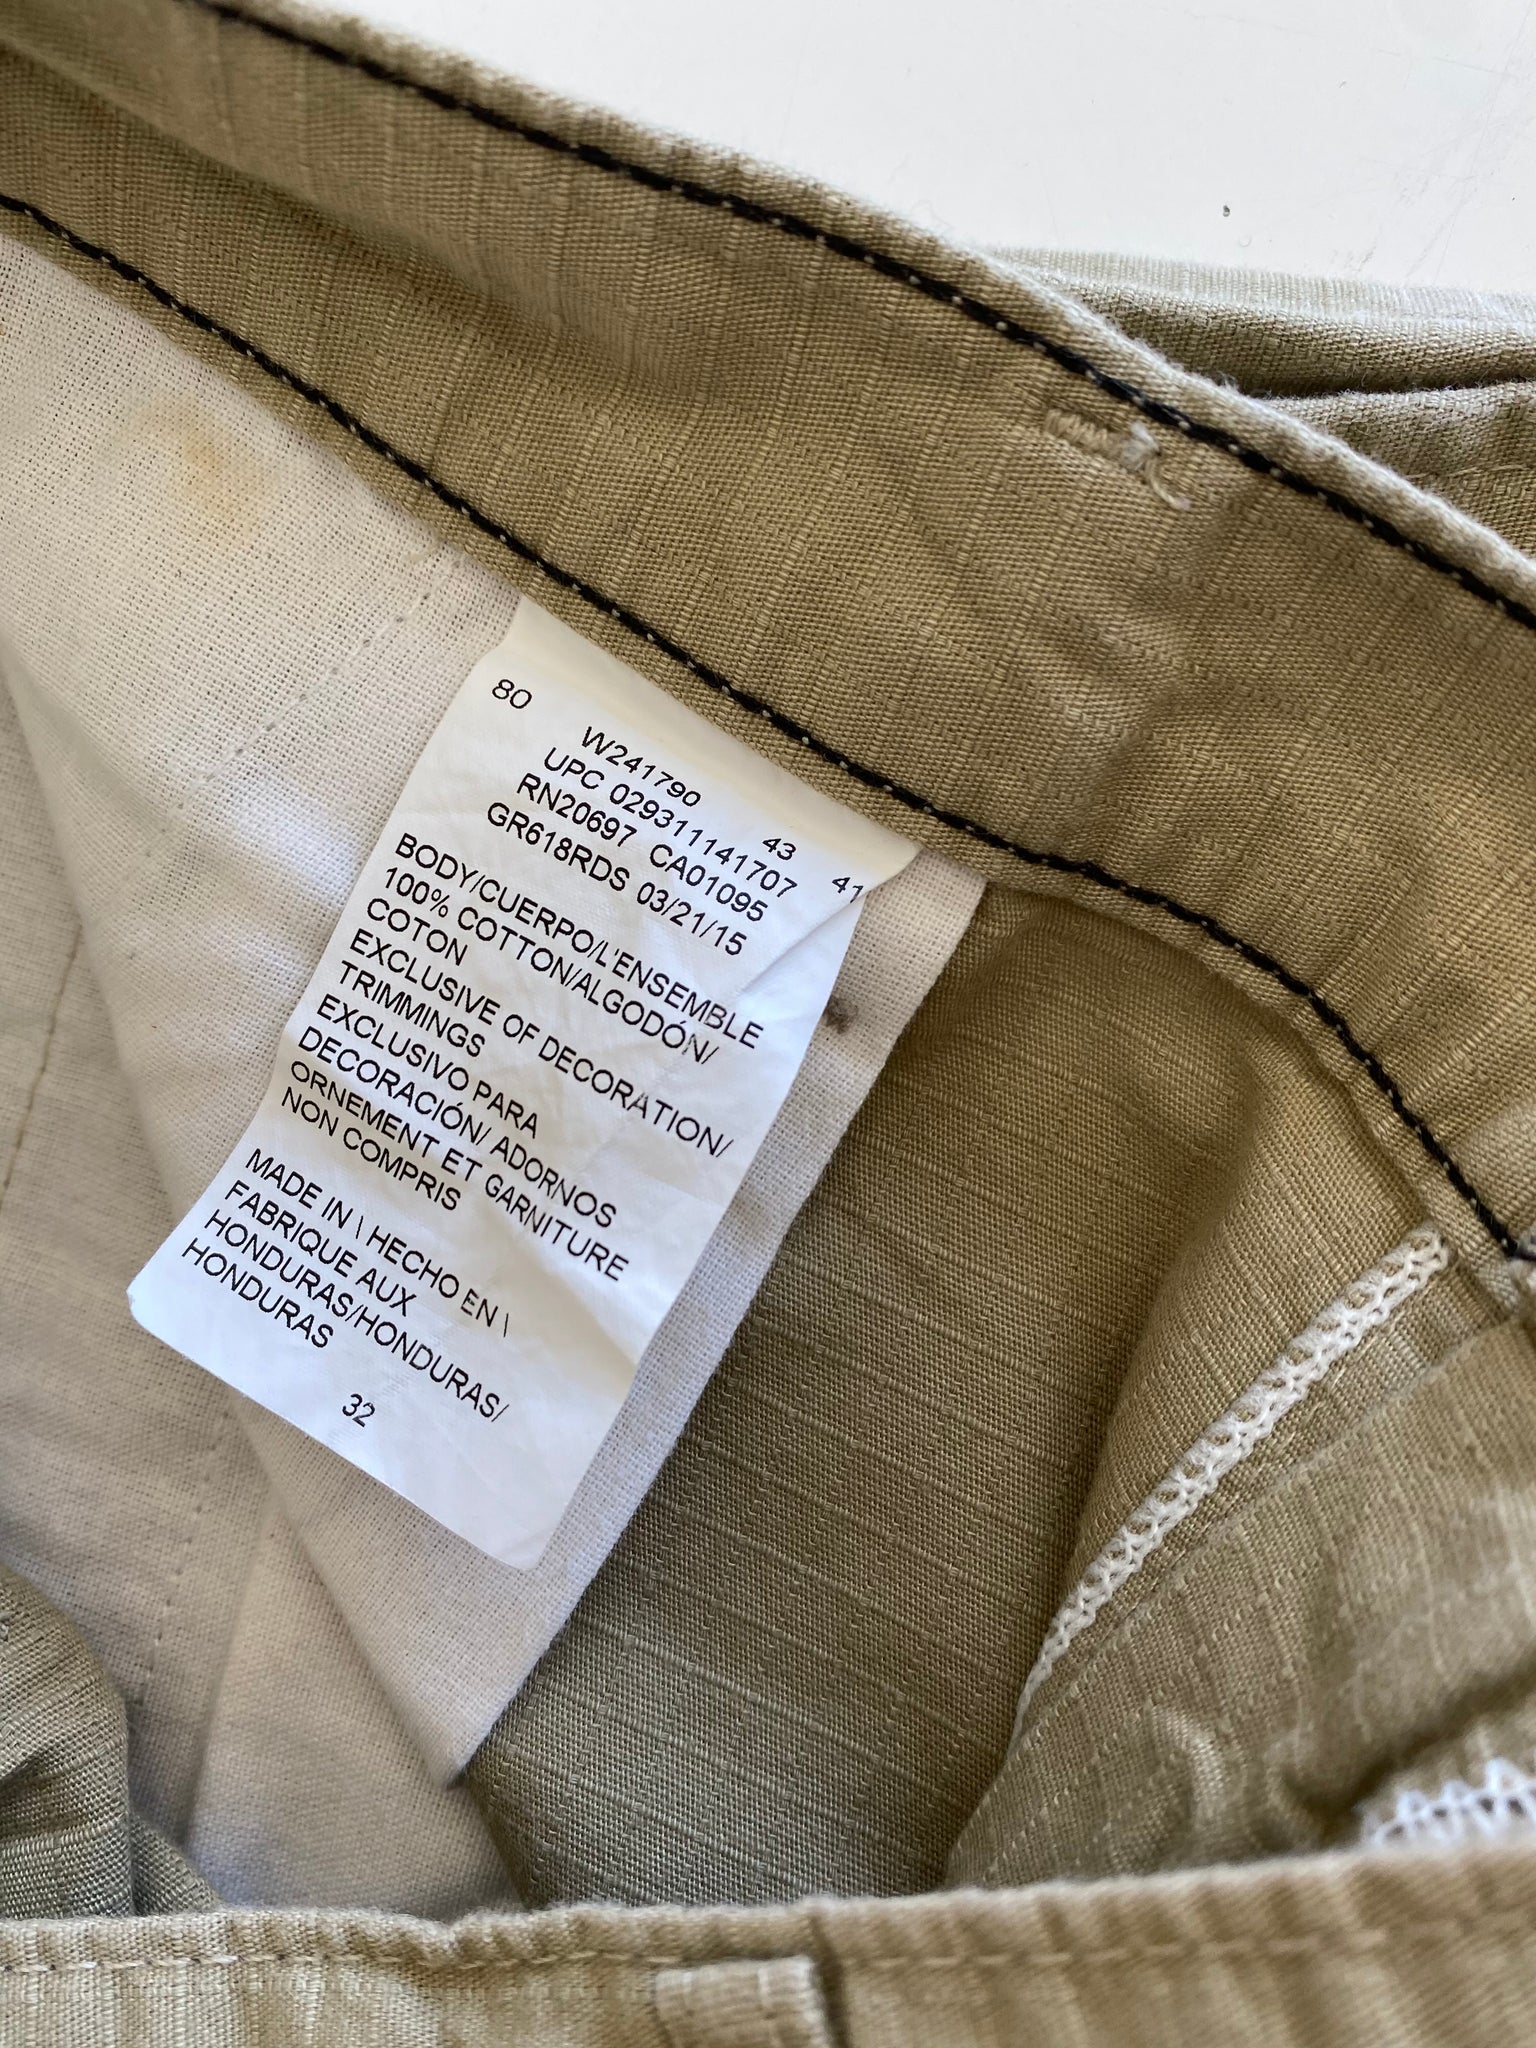 80
W241790
43
UPC 029311141707
41
RN20697 CA01095
GR618RDS 03/21/15
BODY/CUERPO/L'ENSEMBLE
100% COTTON/ALGODÓN/
COTON
EXCLUSIVE OF DECORATION/
TRIMMINGS
EXCLUSIVO PARA
DECORACIÓN/ ADORNOS
ORNEMENT ET GARNITURE
NON COMPRIS
MADE IN \ HECHO EN \
FABRIQUE AUX
HONDURAS/HONDURAS/
HONDURAS
32